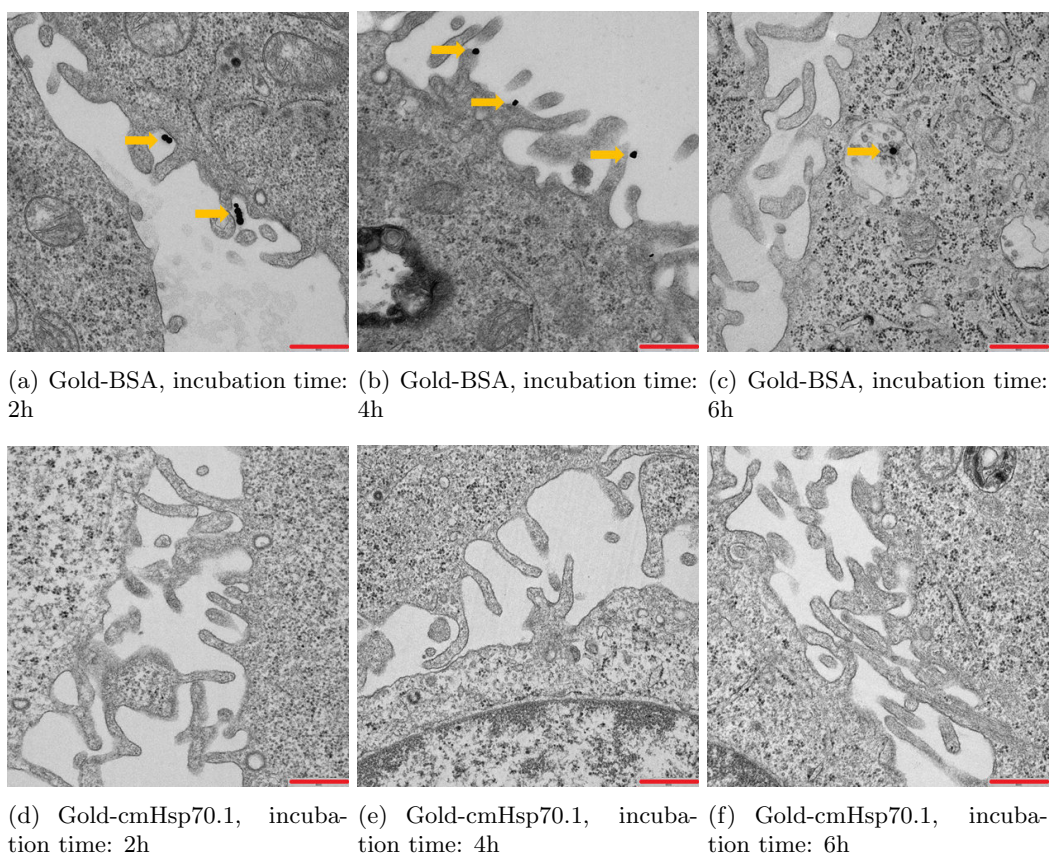 (a) Gold-BSA, incubation time:
2h
(b) Gold-BSA, incubation time:
4h
(c) Gold-BSA, incubation time:
6h
(d) Gold-cmHsp70.1, incuba-
tion time: 2h
(e) Gold-cmHsp70.1, incuba-
tion time: 4h
(f) Gold-cmHsp70.1, incuba-
tion time: 6h